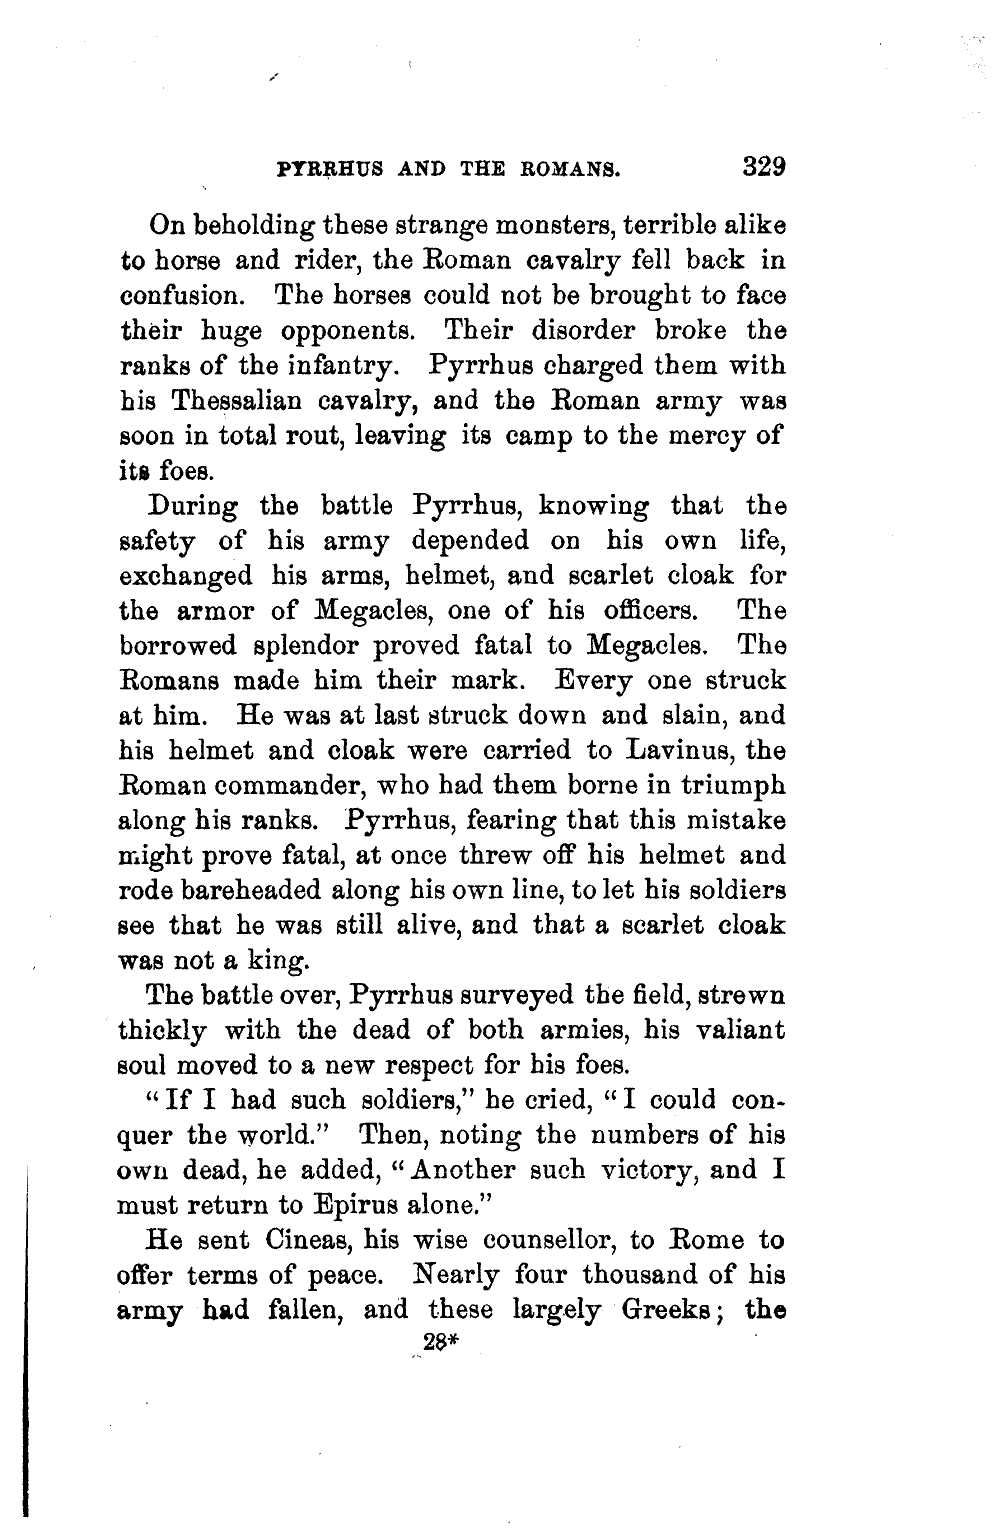 PYRRHUS AND THE ROMANS. 329
On beholding these strange monsters, terrible alike
to horse and rider, the Roman cavalry fell back in
confusion. The horses could not be brought to face
their huge opponents. Their disorder broke the
ranks of the infantry. Pyrrhus charged them with
his Thessalian cavalry, and the Roman army was
soon in total rout, leaving its camp to the mercy of
its foes.
During the battle Pyrrhus, knowing that the
safety of his army depended on his own life,
exchanged his arms, helmet, and scarlet cloak for
the armor of Megacles, one of his officers. The
borrowed splendor proved fatal to Megacles. The
Romans made him their mark. Every one struck
at him. He was at last struck down and slain, and
his helmet and cloak were carried to Lavinus, the
Roman commander, who had them borne in triumph
along his ranks. Pyrrhus, fearing that this mistake
might prove fatal, at once threw off his helmet and
rode bareheaded along his own line, to let his soldiers
see that he was still alive, and that a scarlet cloak
was not a king.
The battle over, Pyrrhus surveyed the field, strewn
thickly with the dead of both armies, his valiant
soul moved to a new respect for his foes.
“If I had such soldiers,” he cried, “I could con-
quer the world.” Then, noting the numbers of his
own dead, he added, “Another such victory, and I
must return to Epirus alone.”
He sent Cineas, his wise counsellor, to Rome to
offer terms of peace. Nearly four thousand of his
army had fallen, and these largely Greeks; the
28*